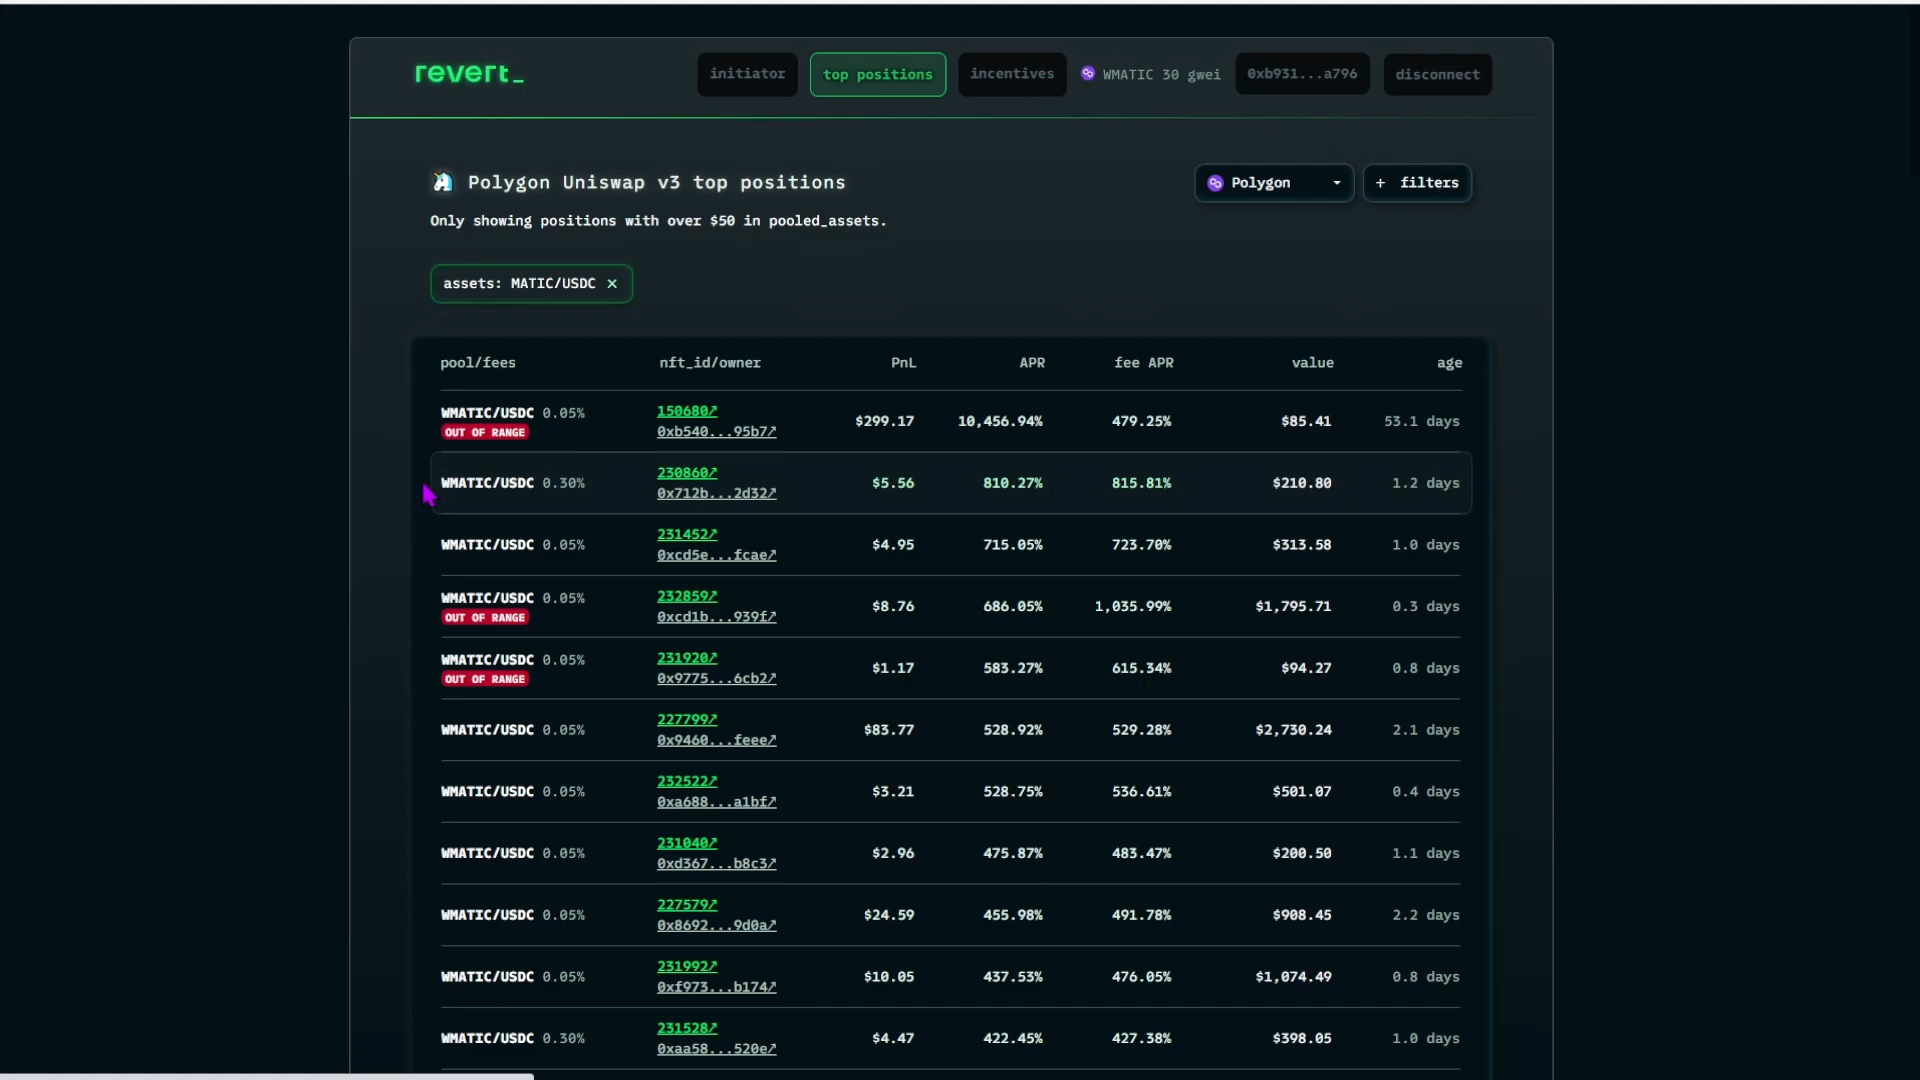 revert_ initiator top positions incentives WMATIC 30 gwei 0xb931...a796 disconnect
Polygon Uniswap v3 top positions Polygon + filters
Only showing positions with over $50 in pooled_assets.
assets: MATIC/USDC ×
pool/fees nft_id/owner PnL APR fee APR value age
WMATIC/USDC 0.05% 150680↗ $299.17 10,456.94% 479.25% $85.41 53.1 days
OUT OF RANGE 0xb540...95b7↗
WMATIC/USDC 0.30% 230860↗ $5.56 810.27% 815.81% $210.80 1.2 days
0x712b...2d32↗
WMATIC/USDC 0.05% 231452↗ $4.95 715.05% 723.70% $313.58 1.0 days
0xcd5e...fcae↗
WMATIC/USDC 0.05% 232859↗ $8.76 686.05% 1,035.99% $1,795.71 0.3 days
OUT OF RANGE 0xcd1b...939f↗
WMATIC/USDC 0.05% 231920↗ $1.17 583.27% 615.34% $94.27 0.8 days
OUT OF RANGE 0x9775...6cb2↗
WMATIC/USDC 0.05% 227799↗ $83.77 528.92% 529.28% $2,730.24 2.1 days
0x9460...feee↗
WMATIC/USDC 0.05% 232522↗ $3.21 528.75% 536.61% $501.07 0.4 days
0xa688...a1bf↗
WMATIC/USDC 0.05% 231040↗ $2.96 475.87% 483.47% $200.50 1.1 days
0xd367...b8c3↗
WMATIC/USDC 0.05% 227579↗ $24.59 455.98% 491.78% $908.45 2.2 days
0x8692...9d0a↗
WMATIC/USDC 0.05% 231992↗ $10.05 437.53% 476.05% $1,074.49 0.8 days
0xf973...b174↗
WMATIC/USDC 0.30% 231528↗ $4.47 422.45% 427.38% $398.05 1.0 days
0xaa58...520e↗